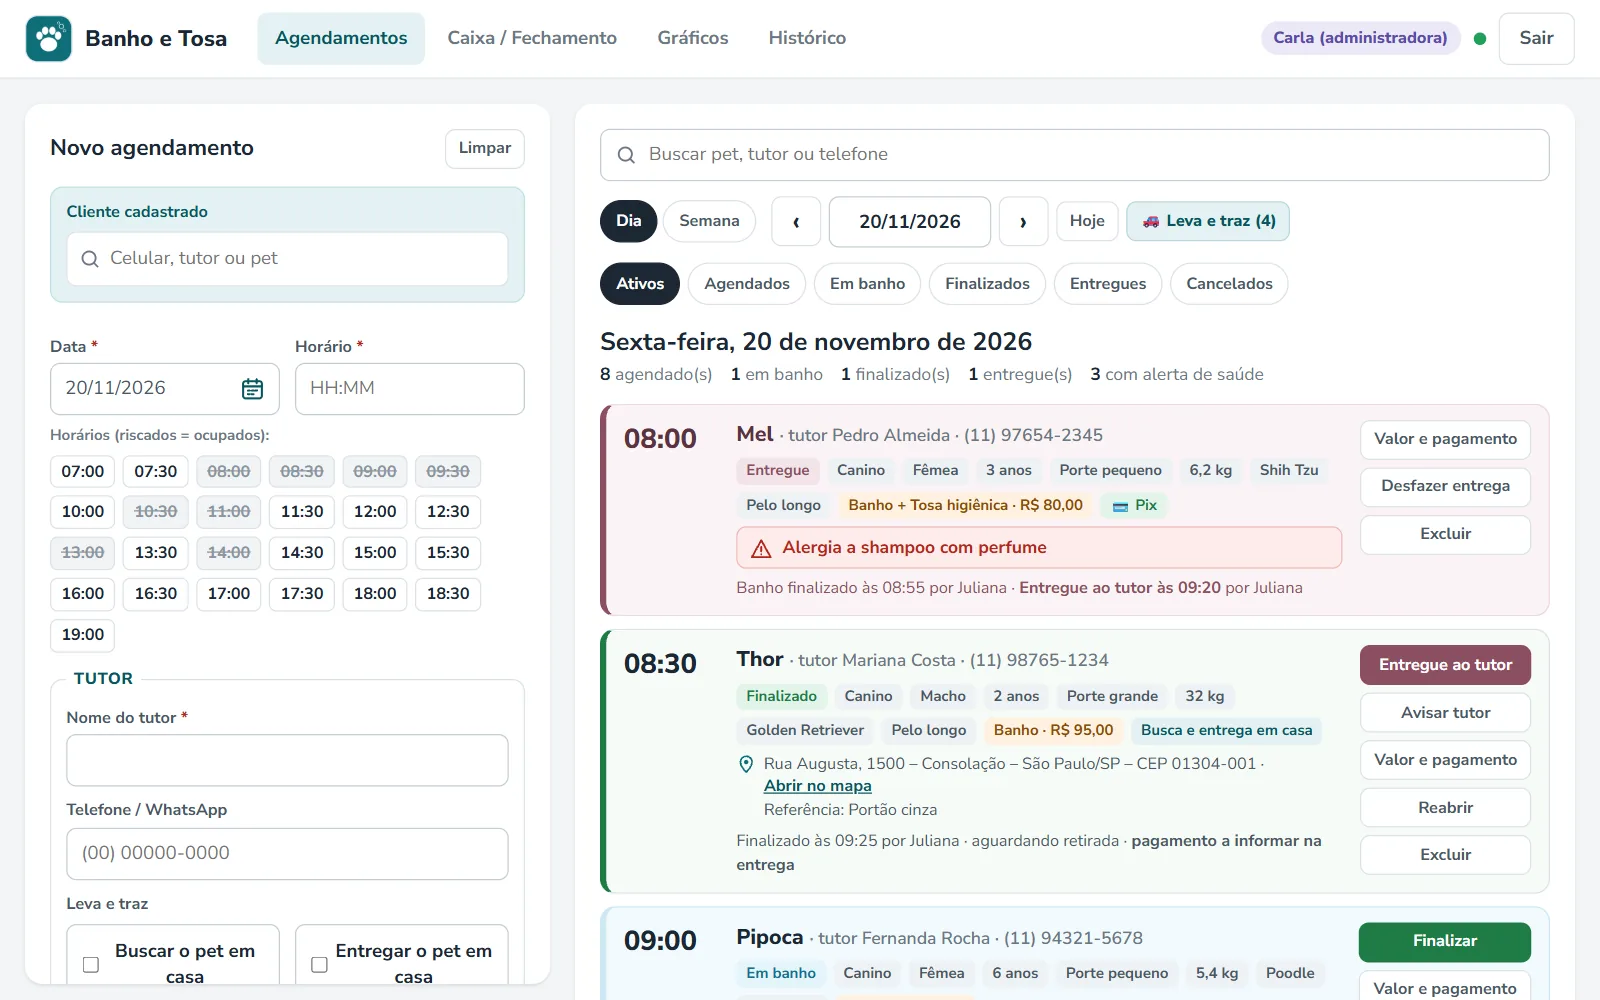 Banho e Tosa
Agendamentos
Caixa / Fechamento
Gráficos
Histórico
Carla (administradora)
Sair
Novo agendamento
Limpar
Cliente cadastrado
Celular, tutor ou pet
Data *
Horário *
20/11/2026
HH:MM
Horários (riscados = ocupados):
07:00 07:30 08:00 08:30 09:00 09:30
10:00 10:30 11:00 11:30 12:00 12:30
13:00 13:30 14:00 14:30 15:00 15:30
16:00 16:30 17:00 17:30 18:00 18:30
19:00
TUTOR
Nome do tutor *
Telefone / WhatsApp
(00) 00000-0000
Leva e traz
Buscar o pet em casa
Entregar o pet em casa
Buscar pet, tutor ou telefone
Dia
Semana
‹
20/11/2026
›
Hoje
Leva e traz (4)
Ativos
Agendados
Em banho
Finalizados
Entregues
Cancelados
Sexta-feira, 20 de novembro de 2026
8 agendado(s) 1 em banho 1 finalizado(s) 1 entregue(s) 3 com alerta de saúde
08:00
Mel · tutor Pedro Almeida · (11) 97654-2345
Entregue Canino Fêmea 3 anos Porte pequeno 6,2 kg Shih Tzu
Pelo longo Banho + Tosa higiênica · R$ 80,00 Pix
Alergia a shampoo com perfume
Banho finalizado às 08:55 por Juliana · Entregue ao tutor às 09:20 por Juliana
Valor e pagamento
Desfazer entrega
Excluir
08:30
Thor · tutor Mariana Costa · (11) 98765-1234
Finalizado Canino Macho 2 anos Porte grande 32 kg
Golden Retriever Pelo longo Banho · R$ 95,00 Busca e entrega em casa
Rua Augusta, 1500 – Consolação – São Paulo/SP – CEP 01304-001 ·
Abrir no mapa
Referência: Portão cinza
Finalizado às 09:25 por Juliana · aguardando retirada · pagamento a informar na
entrega
Entregue ao tutor
Avisar tutor
Valor e pagamento
Reabrir
Excluir
09:00
Pipoca · tutor Fernanda Rocha · (11) 94321-5678
Em banho Canino Fêmea 6 anos Porte pequeno 5,4 kg Poodle
Finalizar
Valor e pagamento